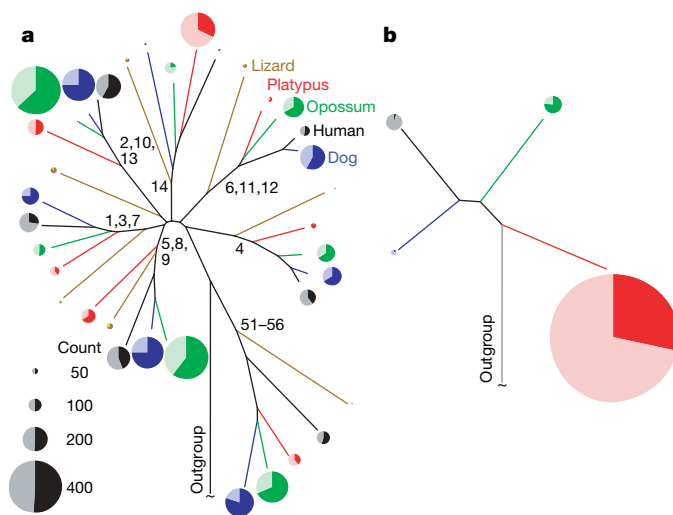 a
b
Lizard
Platypus
Opossum
Human
Dog
2,10,
13
14
6,11,12
1,3,7
5,8,
9
4
51–56
Count
50
100
200
400
Outgroup
~
Outgroup
~